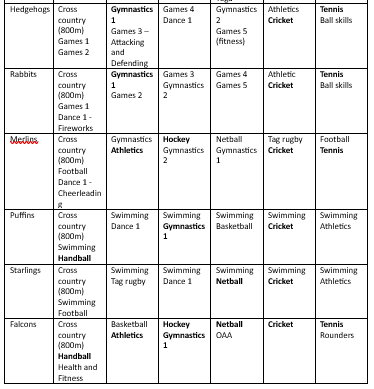 Hedgehogs Cross Gymnastics Games 4 Gymnastics Athletics Tennis
country 1 Dance 1 2 Cricket Ball skills
(800m) Games 3 – Games 5
Games 1 Attacking (fitness)
Games 2 and
Defending
Rabbits Cross Gymnastics Games 3 Games 4 Athletic Tennis
country 1 Gymnastics Games 5 Cricket Ball skills
(800m) Games 2 2
Games 1
Dance 1 -
Fireworks
Merlins Cross Gymnastics Hockey Netball Tag rugby Football
country Athletics Gymnastics Gymnastics Cricket Tennis
(800m) 2 1
Football
Dance 1 -
Cheerleadin
g
Puffins Cross Swimming Swimming Swimming Swimming Swimming
country Dance 1 Gymnastics Basketball Cricket Athletics
(800m) 1
Swimming
Handball
Starlings Cross Swimming Swimming Swimming Swimming Swimming
country Tag rugby Dance 1 Netball Cricket Athletics
(800m)
Swimming
Football
Falcons Cross Basketball Hockey Netball Cricket Tennis
country Athletics Gymnastics OAA Rounders
(800m) 1
Handball
Health and
Fitness